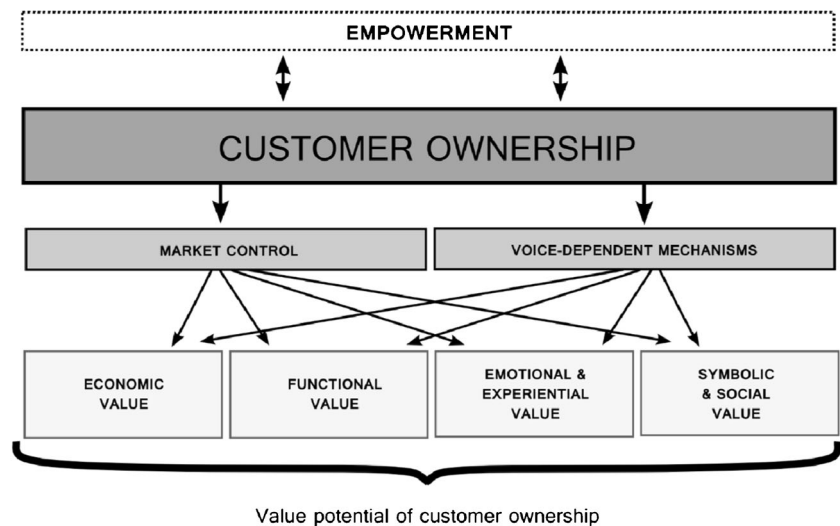 EMPOWERMENT
CUSTOMER OWNERSHIP
MARKET CONTROL
VOICE-DEPENDENT MECHANISMS
ECONOMIC
VALUE
FUNCTIONAL
VALUE
EMOTIONAL &
EXPERIENTIAL
VALUE
SYMBOLIC
& SOCIAL
VALUE
Value potential of customer ownership